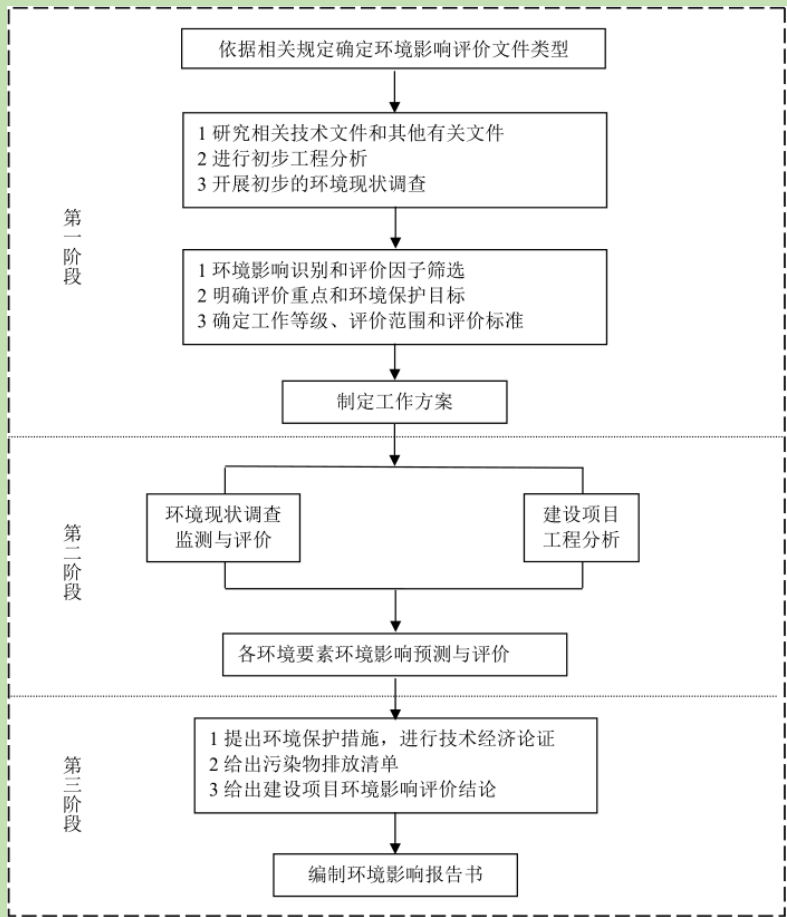 依据相关规定确定环境影响评价文件类型
1 研究相关技术文件和其他有关文件
2 进行初步工程分析
3 开展初步的环境现状调查
第一阶段
1 环境影响识别和评价因子筛选
2 明确评价重点和环境保护目标
3 确定工作等级、评价范围和评价标准
制定工作方案
第二阶段
环境现状调查
监测与评价
建设项目
工程分析
各环境要素环境影响预测与评价
第三阶段
1 提出环境保护措施，进行技术经济论证
2 给出污染物排放清单
3 给出建设项目环境影响评价结论
编制环境影响报告书